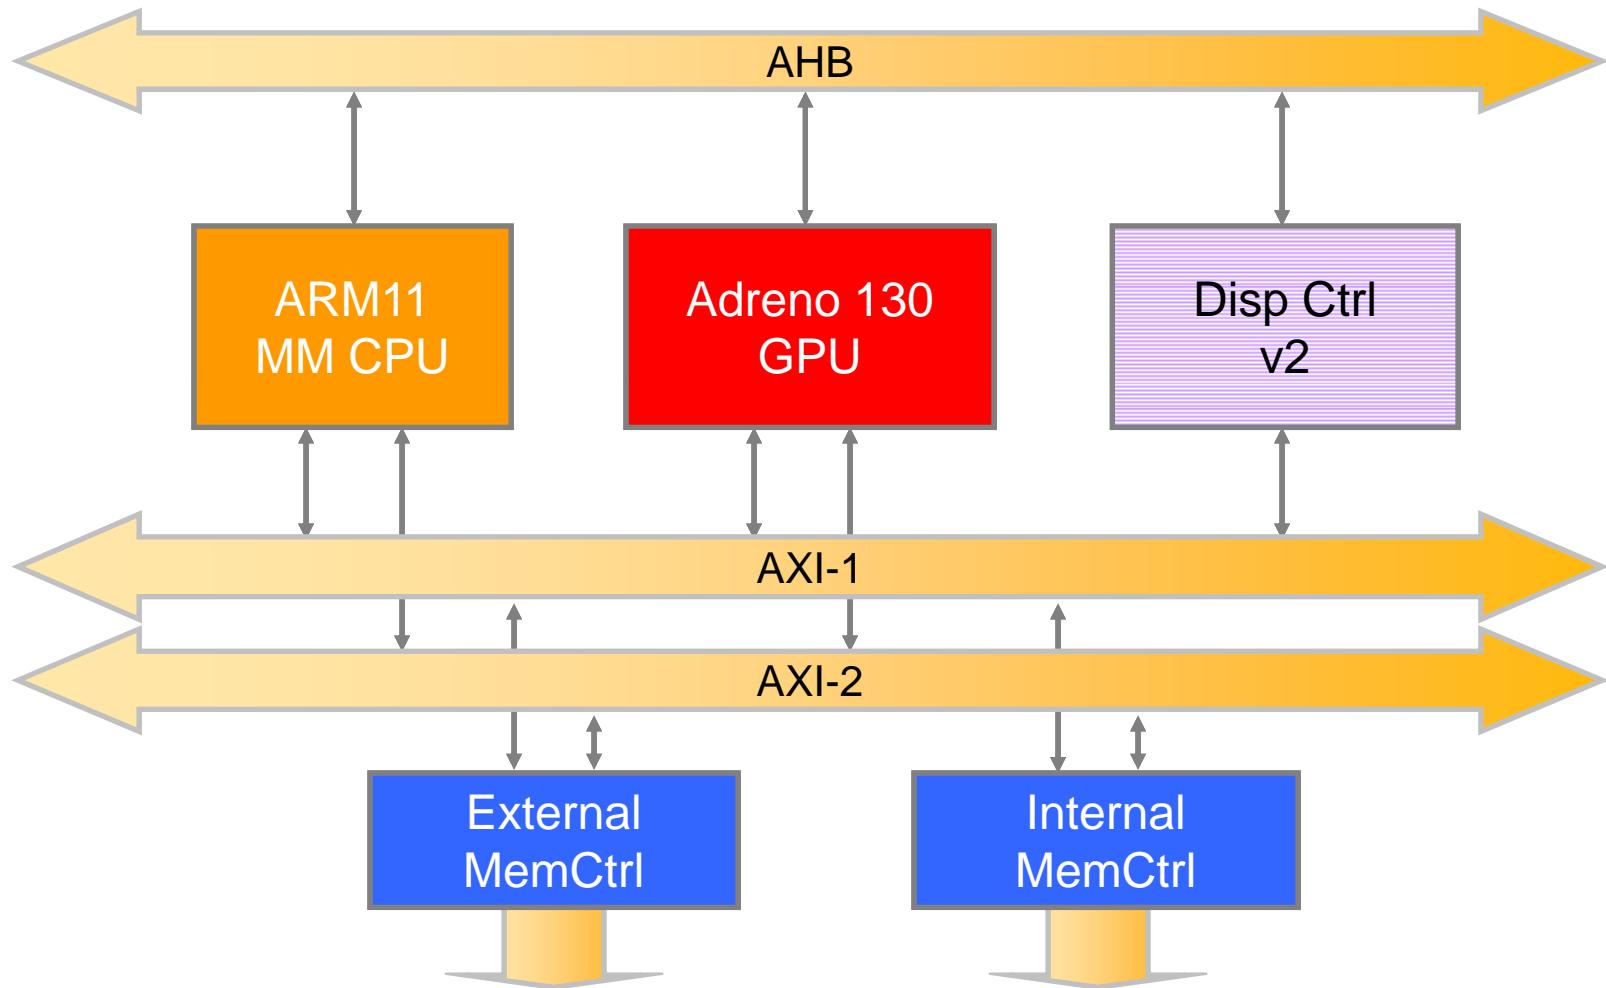 AHB
ARM11
MM CPU
Adreno 130
GPU
Disp Ctrl
v2
AXI-1
AXI-2
External
MemCtrl
Internal
MemCtrl